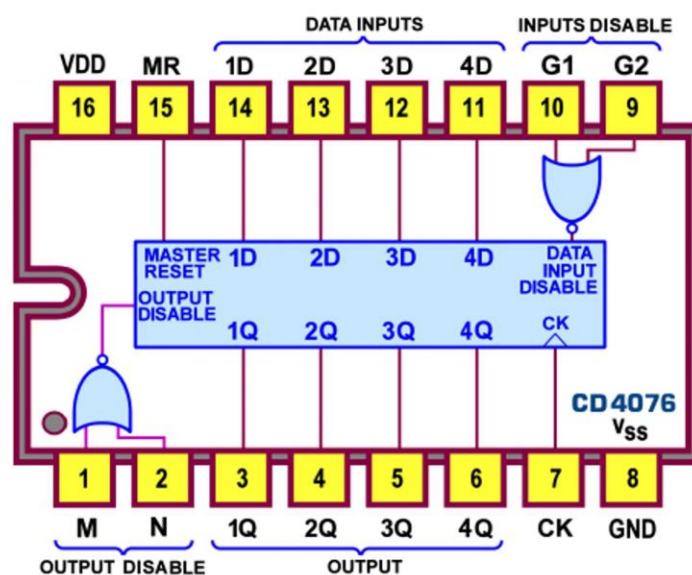 DATA INPUTS INPUTS DISABLE
VDD MR 1D 2D 3D 4D G1 G2
16 15 14 13 12 11 10 9
MASTER RESET 1D 2D 3D 4D DATA INPUT DISABLE
OUTPUT DISABLE
1Q 2Q 3Q 4Q CK
CD4076
VSS
1 2 3 4 5 6 7 8
M N 1Q 2Q 3Q 4Q CK GND
OUTPUT DISABLE OUTPUT